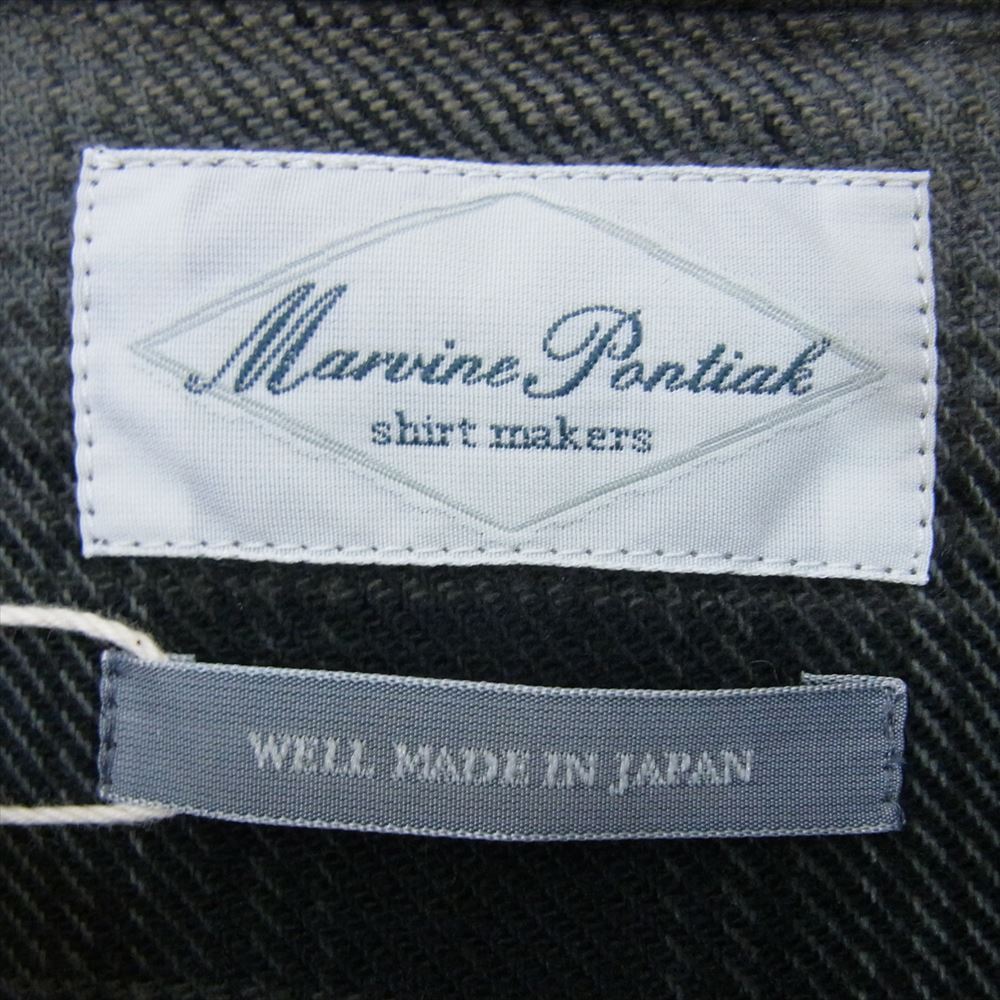 Marvine Pontiak
shirt makers
WELL MADE IN JAPAN